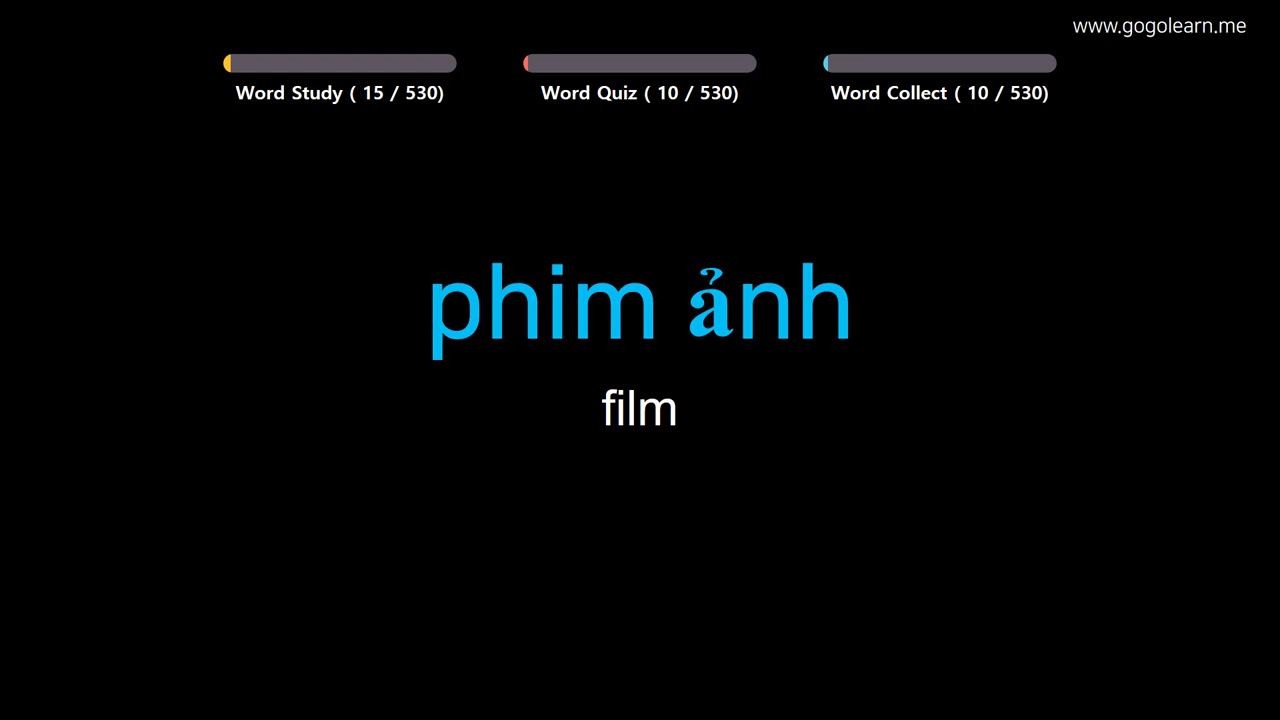 www.gogolearn.me
Word Study ( 15 / 530)
Word Quiz ( 10 / 530)
Word Collect ( 10 / 530)
phim ảnh
film